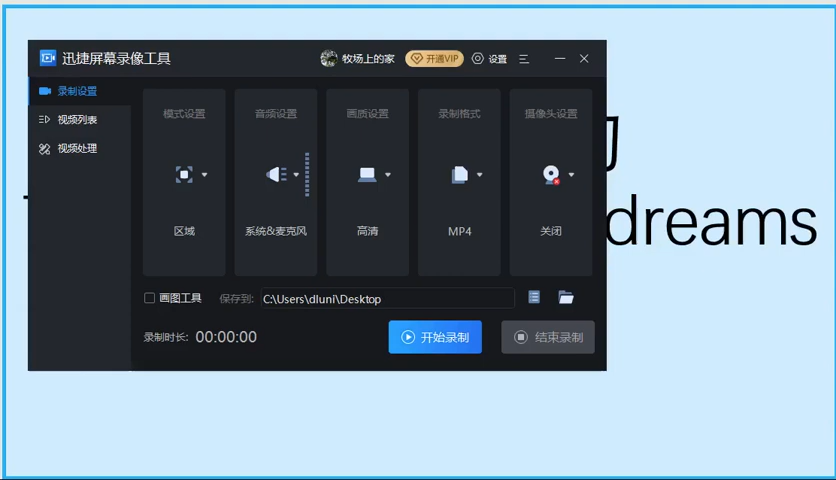 迅捷屏幕录像工具 牧场上的家 开通VIP 设置
录制设置
视频列表
视频处理
模式设置 音频设置 画质设置 录制格式 摄像头设置
区域 系统&麦克风 高清 MP4 关闭
画图工具 保存到: C:\Users\dluni\Desktop
录制时长: 00:00:00 开始录制 结束录制
dreams